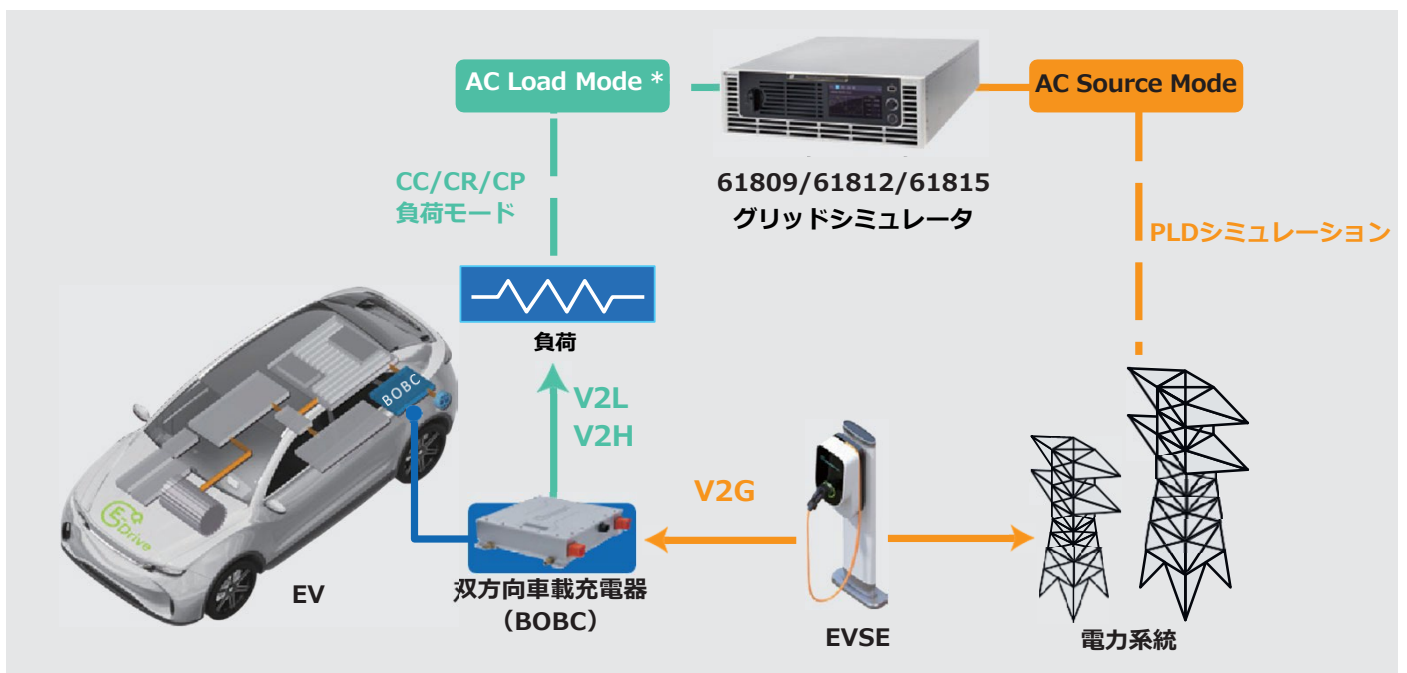 AC Load Mode *
AC Source Mode
CC/CR/CP
負荷モード
61809/61812/61815
グリッドシミュレータ
PLDシミュレーション
負荷
BOBC
V2L
V2H
V2G
Drive
EV
双方向車載充電器
（BOBC）
EVSE
電力系統